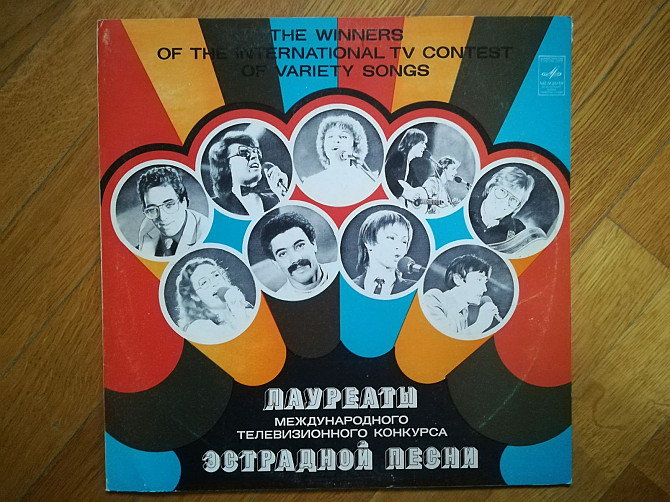 THE WINNERS
OF THE INTERNATIONAL TV CONTEST
OF VARIETY SONGS
ЛАУРЕАТЫ
МЕЖДУНАРОДНОГО
ТЕЛЕВИЗИОННОГО КОНКУРСА
ЭСТРАДНОЙ ПЕСНИ